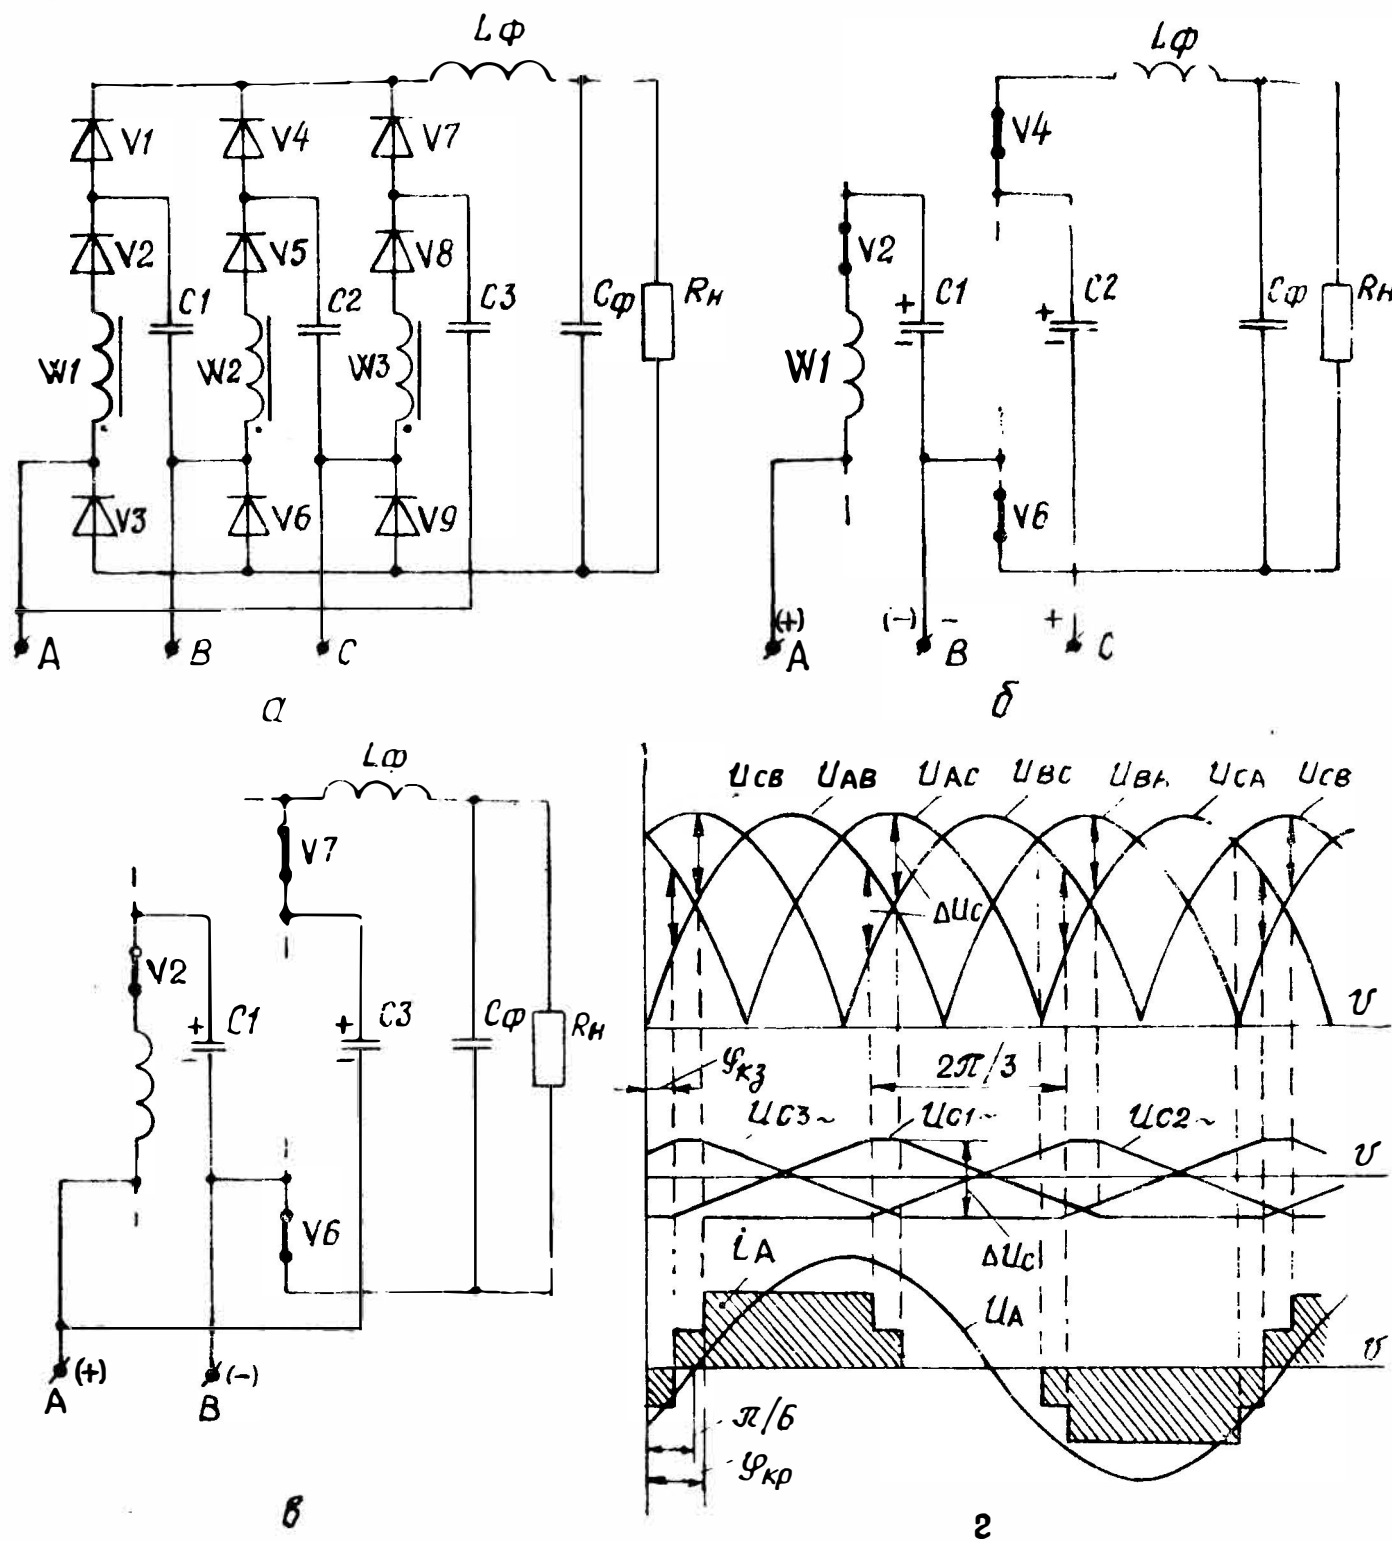 Lф
V1 V4 V7
V2 V5 V8
C1 C2 C3 Cф Rн
W1 W2 W3
V3 V6 V9
A B C
а
Lф
V4
V2
C1 C2 Cф Rн
+ +
− −
W1
V6
(+) (−) − +
A B C
б
Lф
V7
V2
C1 C3 Cф Rн
+ +
− −
V6
A (+) B (−)
в
UCB UAB UAC UBC UBA UCA UCB
ΔUC
υ
φкз
2π/3
UC3~ UC1~ UC2~
υ
ΔUC
iA
UA
υ
π/6
φкр
г